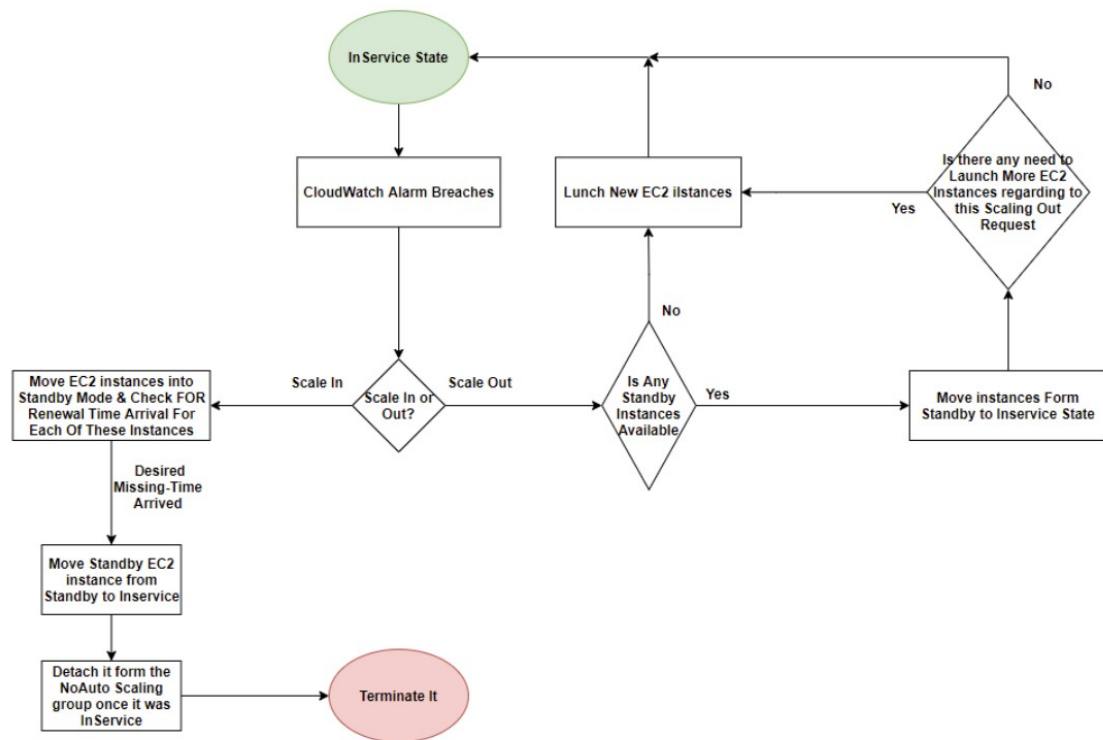 InService State
No
CloudWatch Alarm Breaches
Lunch New EC2 iIstances
Is there any need to
Launch More EC2
Instances regarding to
this Scaling Out
Request
Yes
No
Move EC2 instances into
Standby Mode & Check FOR
Renewal Time Arrival For
Each Of These Instances
Scale In
Scale In or
Out?
Scale Out
Is Any
Standby
Instances
Available
Yes
Move instances Form
Standby to Inservice State
Desired
Missing-Time
Arrived
Move Standby EC2
instance from
Standby to Inservice
Detach it form the
NoAuto Scaling
group once it was
InService
Terminate It